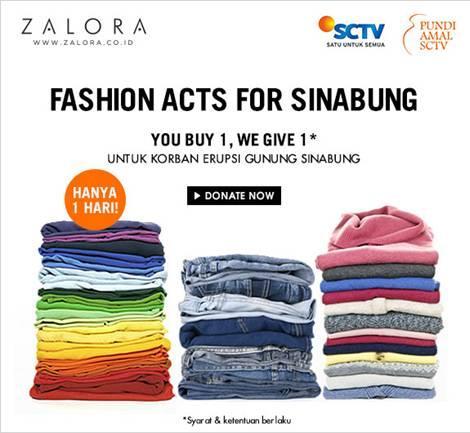 ZALORA
WWW.ZALORA.CO.ID
SCTV
SATU UNTUK SEMUA
PUNDI
AMAL
SCTV
FASHION ACTS FOR SINABUNG
YOU BUY 1, WE GIVE 1*
UNTUK KORBAN ERUPSI GUNUNG SINABUNG
HANYA
1 HARI!
DONATE NOW
*Syarat & ketentuan berlaku